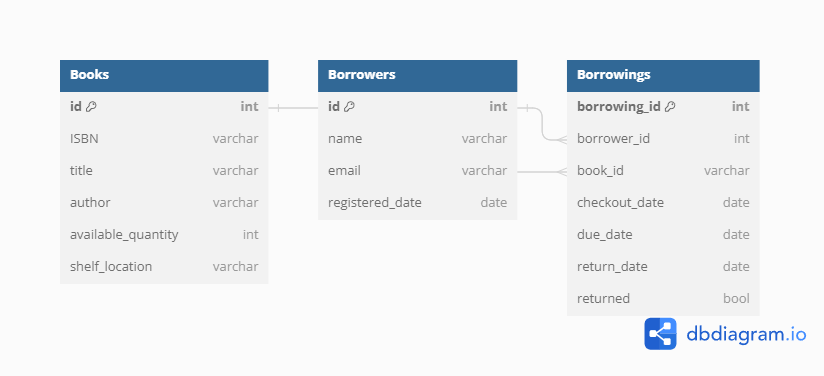 Books
id int
ISBN varchar
title varchar
author varchar
available_quantity int
shelf_location varchar
Borrowers
id int
name varchar
email varchar
registered_date date
Borrowings
borrowing_id int
borrower_id int
book_id varchar
checkout_date date
due_date date
return_date date
returned bool
dbdiagram.io